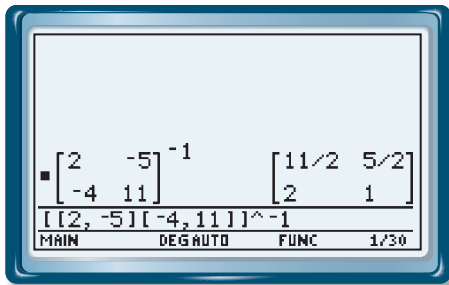 [2 -5]^-1 [11/2 5/2]
[-4 11] [2 1]
[[2, -5][-4,11]]^-1
MAIN DEGAUTO FUNC 1/30